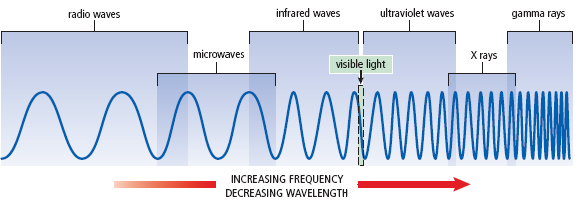 radio waves
infrared waves
ultraviolet waves
gamma rays
microwaves
visible light
X rays
INCREASING FREQUENCY
DECREASING WAVELENGTH